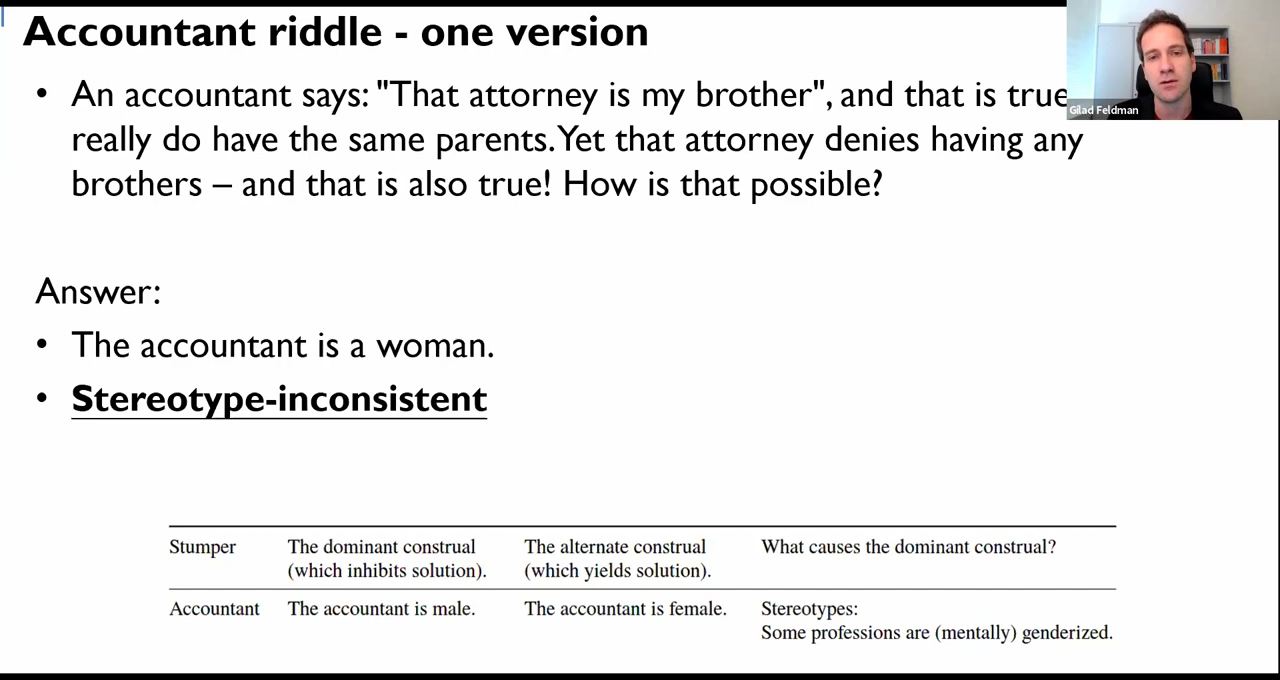 Accountant riddle - one version
• An accountant says: "That attorney is my brother", and that is true
really do have the same parents. Yet that attorney denies having any
brothers – and that is also true! How is that possible?
Gilad Feldman
Answer:
• The accountant is a woman.
• Stereotype-inconsistent
Stumper The dominant construal The alternate construal What causes the dominant construal?
(which inhibits solution). (which yields solution).
Accountant The accountant is male. The accountant is female. Stereotypes:
Some professions are (mentally) genderized.